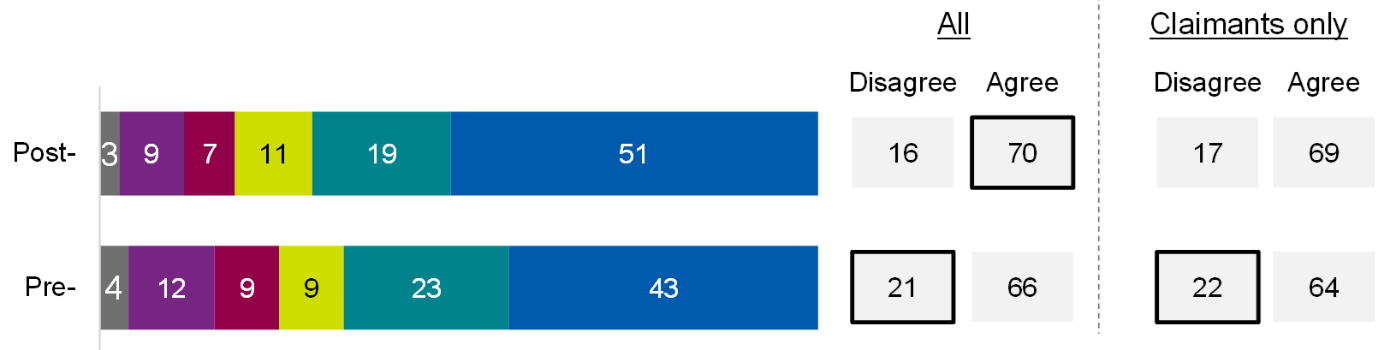 All Claimants only
Disagree Agree Disagree Agree
Post- 3 9 7 11 19 51 16 70 17 69
Pre- 4 12 9 9 23 43 21 66 22 64